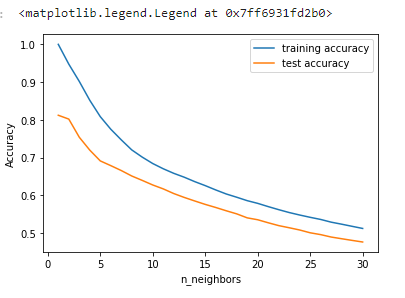 <matplotlib.legend.Legend at 0x7ff6931fd2b0>
training accuracy
test accuracy
1.0
0.9
0.8
0.7
0.6
0.5
Accuracy
0 5 10 15 20 25 30
n_neighbors